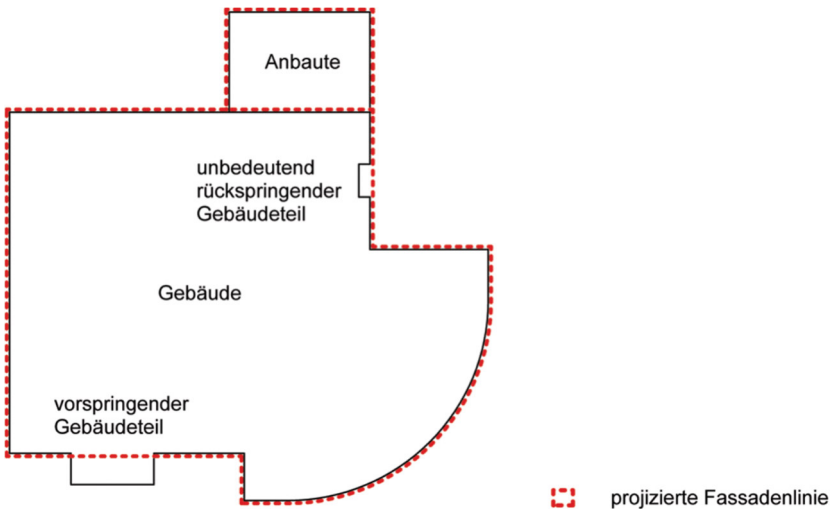 Anbaute
unbedeutend
rückspringender
Gebäudeteil
Gebäude
vorspringender
Gebäudeteil
projizierte Fassadenlinie